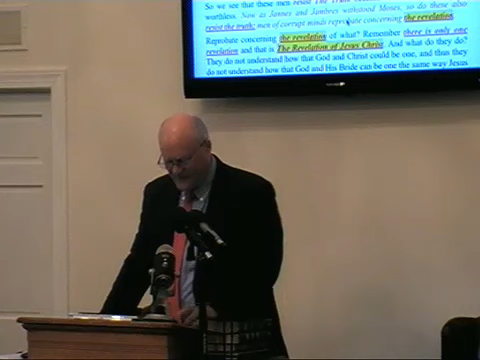 So we see that these men resist The Truth
worthless. Now as Jannes and Jambres withstood Moses, so do these also
resist the truth: men of corrupt minds reprobate concerning the revelation.
Reprobate concerning the revelation of what? Remember there is only one
revelation and that is The Revelation of Jesus Christ. And what do they do?
They do not understand how that God and Christ could be one, and thus they
do not understand how that God and His Bride can be one the same way Jesus